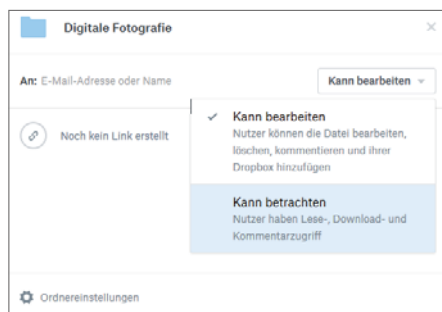 Digitale Fotografie
An: E-Mail-Adresse oder Name
Kann bearbeiten
Kann bearbeiten
Nutzer können die Datei bearbeiten,
löschen, kommentieren und ihrer
Dropbox hinzufügen
Noch kein Link erstellt
Kann betrachten
Nutzer haben Lese-, Download- und
Kommentarzugriff
Ordnereinstellungen